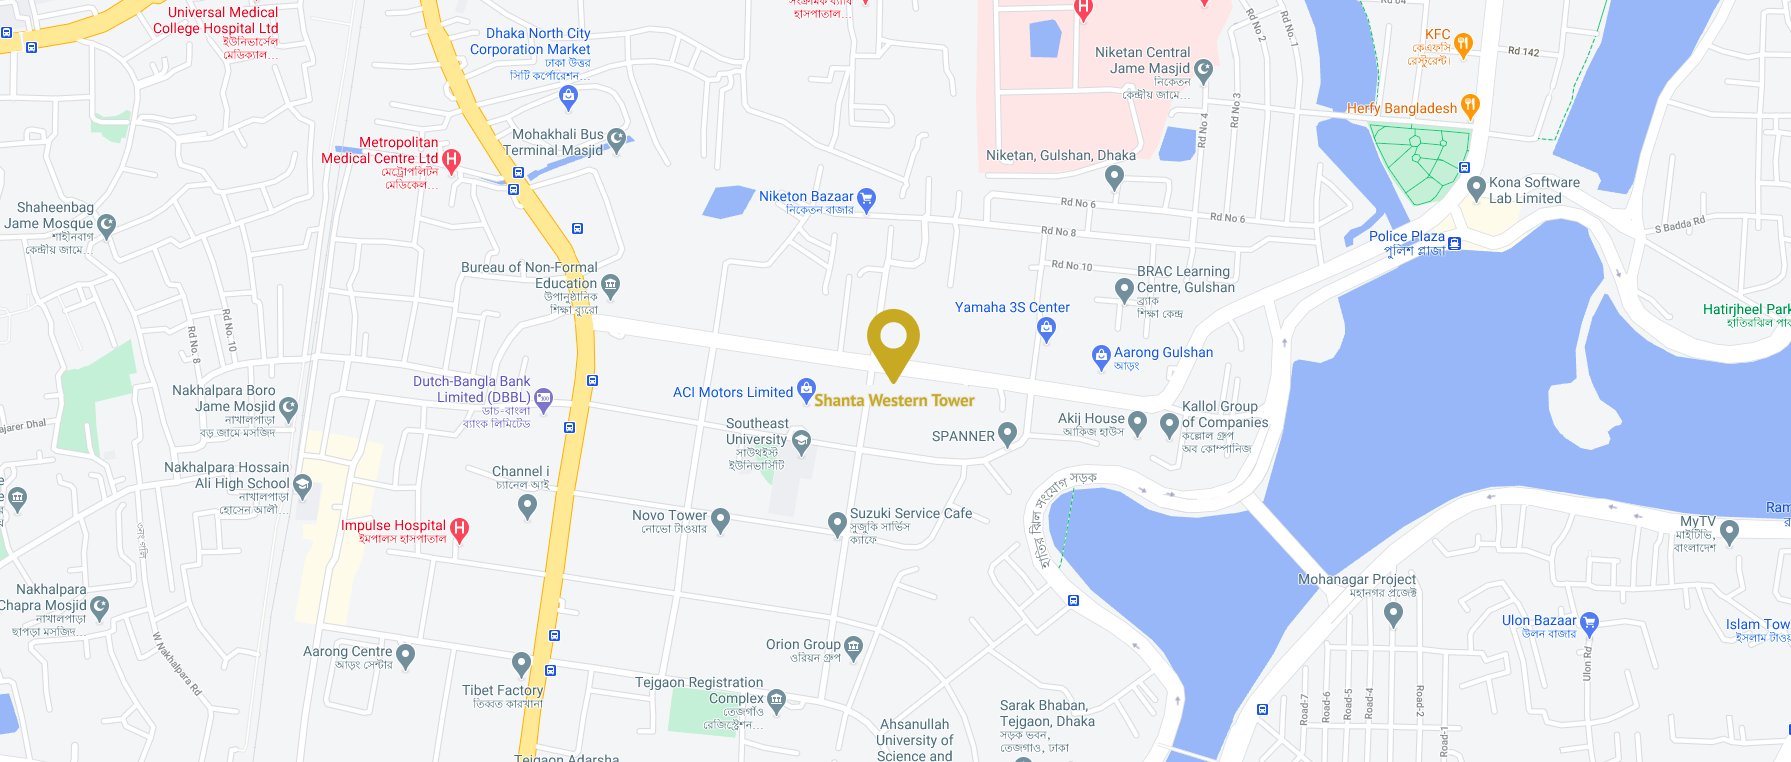 Universal Medical
College Hospital Ltd
ইউনিভার্সেল
মেডিক্যাল...
Dhaka North City
Corporation Market
ঢাকা উত্তর
সিটি কর্পোরেশন...
হাসপাতাল...
Rd No 2
Rd No. 1
Niketan Central
Jame Masjid
নিকেতন
কেন্দ্রীয় জামে...
KFC
কেএফসি
রেস্টুরেন্ট।
Rd 142
Herfy Bangladesh
Rd No 3
Rd No. 4
Mohakhali Bus
Terminal Masjid
Metropolitan
Medical Centre Ltd
মেট্রোপলিটন
মেডিকেল...
Niketan, Gulshan, Dhaka
Kona Software
Lab Limited
Niketon Bazaar
নিকেতন বাজার
Rd No 6
Rd No 6
Shaheenbag
Jame Mosque
শাহীনবাগ
কেন্দ্রীয় জামে...
S Badda Rd
Rd No 8
Police Plaza
পুলিশ প্লাজা
Bureau of Non-Formal
Education
উপানুষ্ঠানিক
শিক্ষা ব্যুরো
Rd No 10
BRAC Learning
Centre, Gulshan
ব্র্যাক
শিক্ষা কেন্দ্র
Yamaha 3S Center
Hatirjheel Park
Rd No. 8
Rd No. 10
Aarong Gulshan
আড়ং
Dutch-Bangla Bank
Limited (DBBL)
ডাচ-বাংলা
ব্যাংক লিমিটেড
ACI Motors Limited
Shanta Western Tower
Nakhalpara Boro
Jame Mosjid
নাখালপাড়া
বড় জামে মসজিদ
Southeast
University
সাউথইস্ট
ইউনিভার্সিটি
SPANNER
Akij House
আকিজ হাউস
Kallol Group
of Companies
কল্লোল গ্রুপ
অব কোম্পানিজ
Nakhalpara Hossain
Ali High School
নাখালপাড়া
হোসেন আলী...
Channel i
চ্যানেল আই
হাতির ঝিল সংযোগ সড়ক
Impulse Hospital
ইমপালস হাসপাতাল
Novo Tower
নোভো টাওয়ার
Suzuki Service Cafe
সুজুকি সার্ভিস
ক্যাফে
MyTV
মাইটিভি,
বাংলাদেশ
Mohanagar Project
মহানগর প্রজেক্ট
Nakhalpara
Chapra Mosjid
নাখালপাড়া
ছাপড়া মসজিদ...
Ulon Bazaar
উলন বাজার
Ulon Rd
W Nakhalpara Rd
Aarong Centre
আড়ং সেন্টার
Orion Group
ওরিয়ন গ্রুপ
Tibet Factory
তিব্বত কারখানা
Tejgaon Registration
Complex
তেজগাঁও
রেজিস্ট্রেশন...
Ahsanullah
University of
Science and
Sarak Bhaban,
Tejgaon, Dhaka
সড়ক ভবন,
তেজগাও, ঢাকা
Road-7
Road-6
Road-5
Road-4
Road-2
Road-1
Tejgaon Adarsha